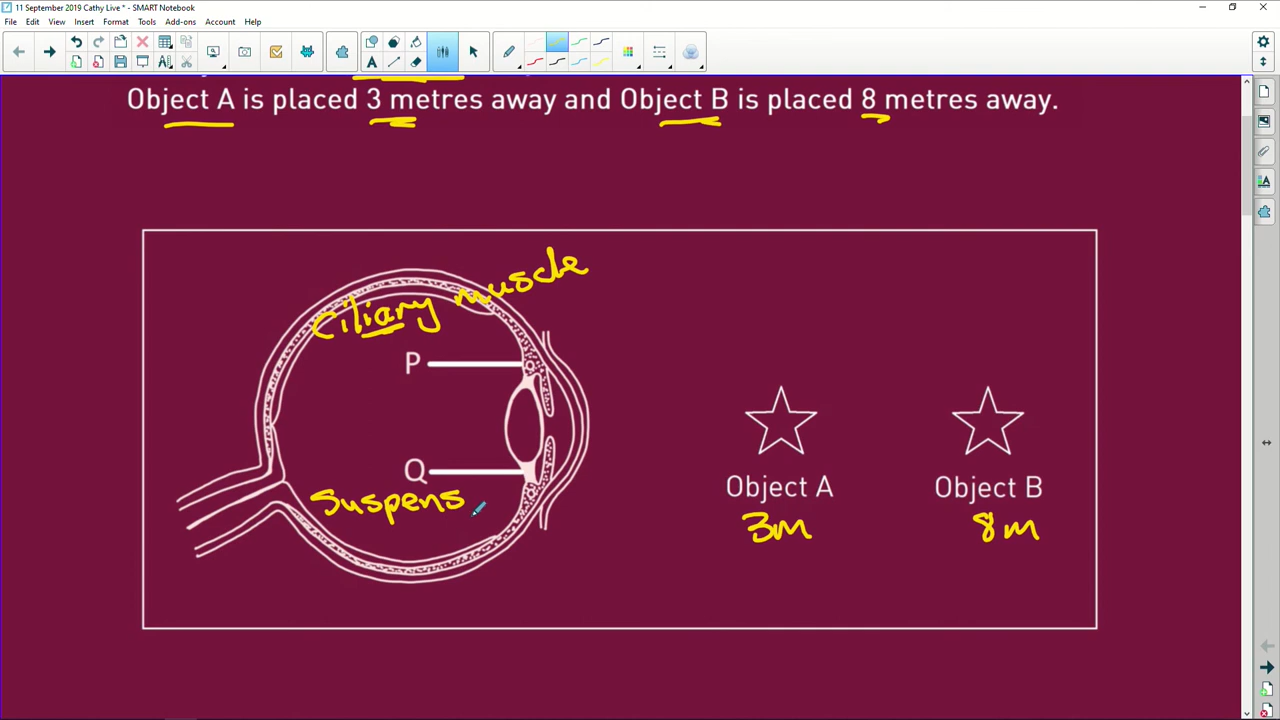 11 September 2019 Cathy Live * - SMART Notebook
File Edit View Insert Format Tools Add-ons Account Help
Object A is placed 3 metres away and Object B is placed 8 metres away.
ciliary muscle
P
Q
suspens
Object A
Object B
3m
8m